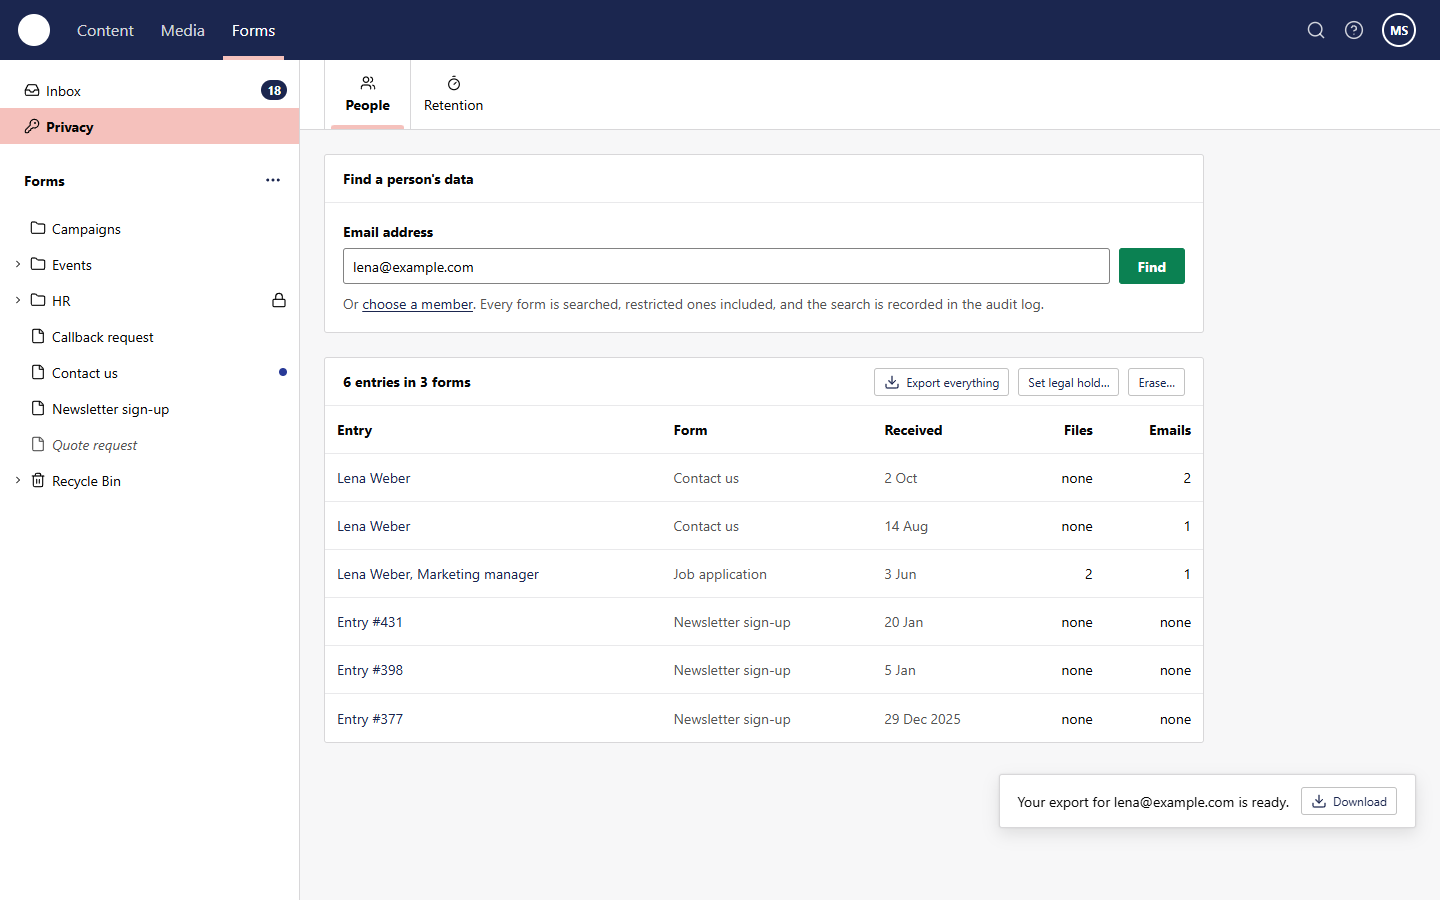 Content Media Forms
MS
Inbox 18
Privacy
Forms
Campaigns
Events
HR
Callback request
Contact us
Newsletter sign-up
Quote request
Recycle Bin
People Retention
Find a person's data
Email address
lena@example.com Find
Or choose a member. Every form is searched, restricted ones included, and the search is recorded in the audit log.
6 entries in 3 forms Export everything Set legal hold... Erase...
Entry Form Received Files Emails
Lena Weber Contact us 2 Oct none 2
Lena Weber Contact us 14 Aug none 1
Lena Weber, Marketing manager Job application 3 Jun 2 1
Entry #431 Newsletter sign-up 20 Jan none none
Entry #398 Newsletter sign-up 5 Jan none none
Entry #377 Newsletter sign-up 29 Dec 2025 none none
Your export for lena@example.com is ready. Download